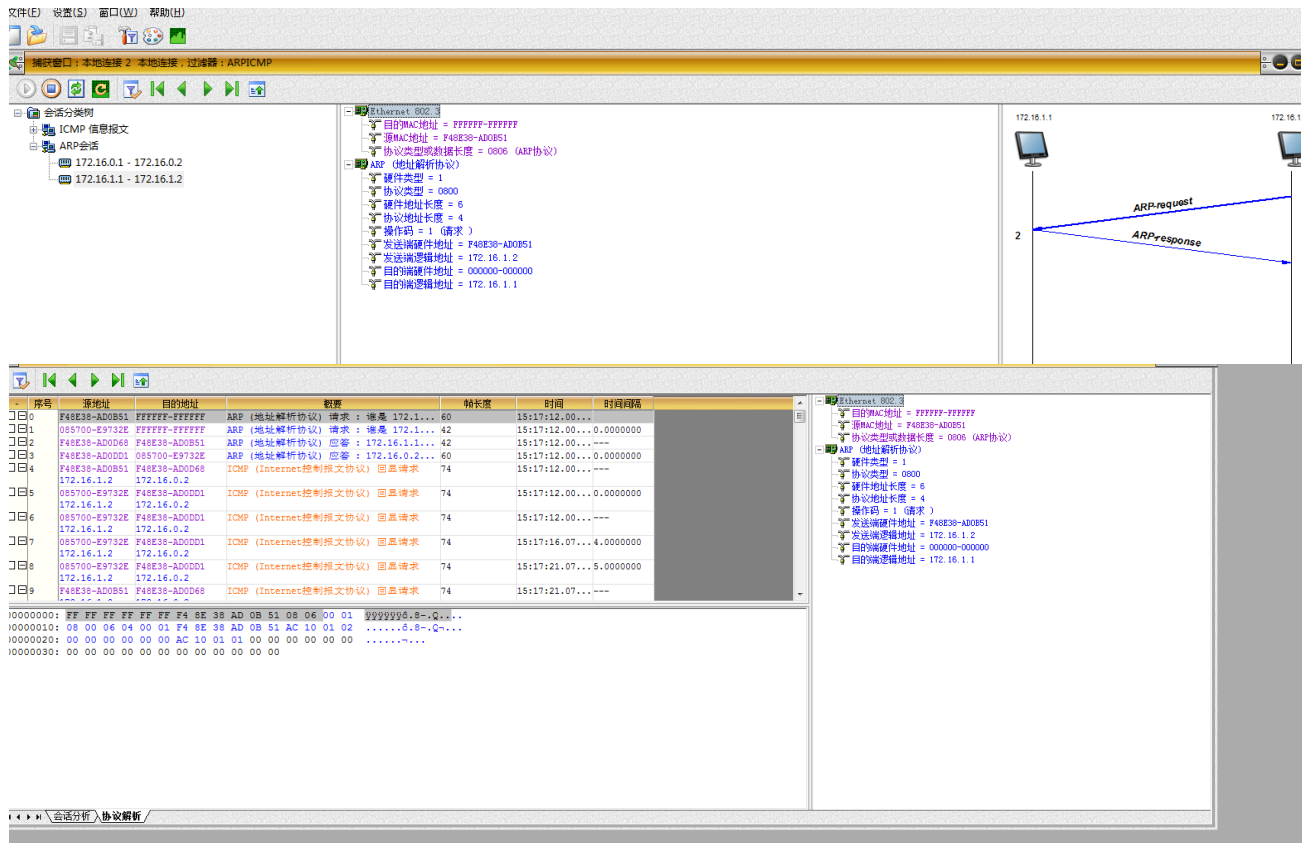 文件(F) 设置(S) 窗口(W) 帮助(H)
捕获窗口：本地连接 2 本地连接，过滤器：ARPICMP
会话分类树
ICMP 信息报文
ARP会话
172.16.0.1 - 172.16.0.2
172.16.1.1 - 172.16.1.2
Ethernet 802.3
目的MAC地址 = FFFFFF-FFFFFF
源MAC地址 = F48E38-AD0B51
协议类型或数据长度 = 0806 (ARP协议)
ARP (地址解析协议)
硬件类型 = 1
协议类型 = 0800
硬件地址长度 = 6
协议地址长度 = 4
操作码 = 1 (请求 )
发送端硬件地址 = F48E38-AD0B51
发送端逻辑地址 = 172.16.1.2
目的端硬件地址 = 000000-000000
目的端逻辑地址 = 172.16.1.1
172.16.1.1 172.16.1
ARP-request
2
ARP-response
- 序号 源地址 目的地址 概要 帧长度 时间 时间间隔
0 F48E38-AD0B51 FFFFFF-FFFFFF ARP (地址解析协议) 请求 : 谁是 172.1... 60 15:17:12.00...
1 085700-E9732E FFFFFF-FFFFFF ARP (地址解析协议) 请求 : 谁是 172.1... 42 15:17:12.00... 0.0000000
2 F48E38-AD0D68 F48E38-AD0B51 ARP (地址解析协议) 应答 : 172.16.1.1... 42 15:17:12.00... ---
3 F48E38-AD0DD1 085700-E9732E ARP (地址解析协议) 应答 : 172.16.0.2... 60 15:17:12.00... 0.0000000
4 F48E38-AD0B51 F48E38-AD0D68 ICMP (Internet控制报文协议) 回显请求 74 15:17:12.00... ---
172.16.1.2 172.16.0.2
5 085700-E9732E F48E38-AD0DD1 ICMP (Internet控制报文协议) 回显请求 74 15:17:12.00... 0.0000000
172.16.1.2 172.16.0.2
6 085700-E9732E F48E38-AD0DD1 ICMP (Internet控制报文协议) 回显请求 74 15:17:12.00... ---
172.16.1.2 172.16.0.2
7 085700-E9732E F48E38-AD0DD1 ICMP (Internet控制报文协议) 回显请求 74 15:17:16.07... 4.0000000
172.16.1.2 172.16.0.2
8 085700-E9732E F48E38-AD0DD1 ICMP (Internet控制报文协议) 回显请求 74 15:17:21.07... 5.0000000
172.16.1.2 172.16.0.2
9 F48E38-AD0B51 F48E38-AD0D68 ICMP (Internet控制报文协议) 回显请求 74 15:17:21.07... ---
Ethernet 802.3
目的MAC地址 = FFFFFF-FFFFFF
源MAC地址 = F48E38-AD0B51
协议类型或数据长度 = 0806 (ARP协议)
ARP (地址解析协议)
硬件类型 = 1
协议类型 = 0800
硬件地址长度 = 6
协议地址长度 = 4
操作码 = 1 (请求 )
发送端硬件地址 = F48E38-AD0B51
发送端逻辑地址 = 172.16.1.2
目的端硬件地址 = 000000-000000
目的端逻辑地址 = 172.16.1.1
00000000: FF FF FF FF FF FF F4 8E 38 AD 0B 51 08 06 00 01 ÿÿÿÿÿÿô.8-.Q....
00000010: 08 00 06 04 00 01 F4 8E 38 AD 0B 51 AC 10 01 02 ......ô.8-.Q¬...
00000020: 00 00 00 00 00 00 AC 10 01 01 00 00 00 00 00 00 ......¬...
00000030: 00 00 00 00 00 00 00 00 00 00 00 00
会话分析 协议解析